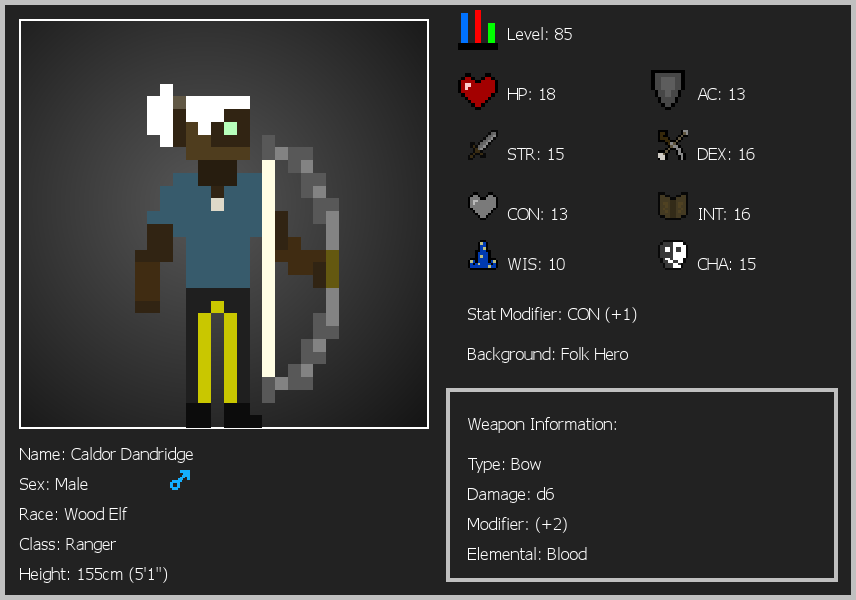 Level: 85
HP: 18
AC: 13
STR: 15
DEX: 16
CON: 13
INT: 16
WIS: 10
CHA: 15
Stat Modifier: CON (+1)
Background: Folk Hero
Weapon Information:
Type: Bow
Damage: d6
Modifier: (+2)
Elemental: Blood
Name: Caldor Dandridge
Sex: Male
Race: Wood Elf
Class: Ranger
Height: 155cm (5'1")